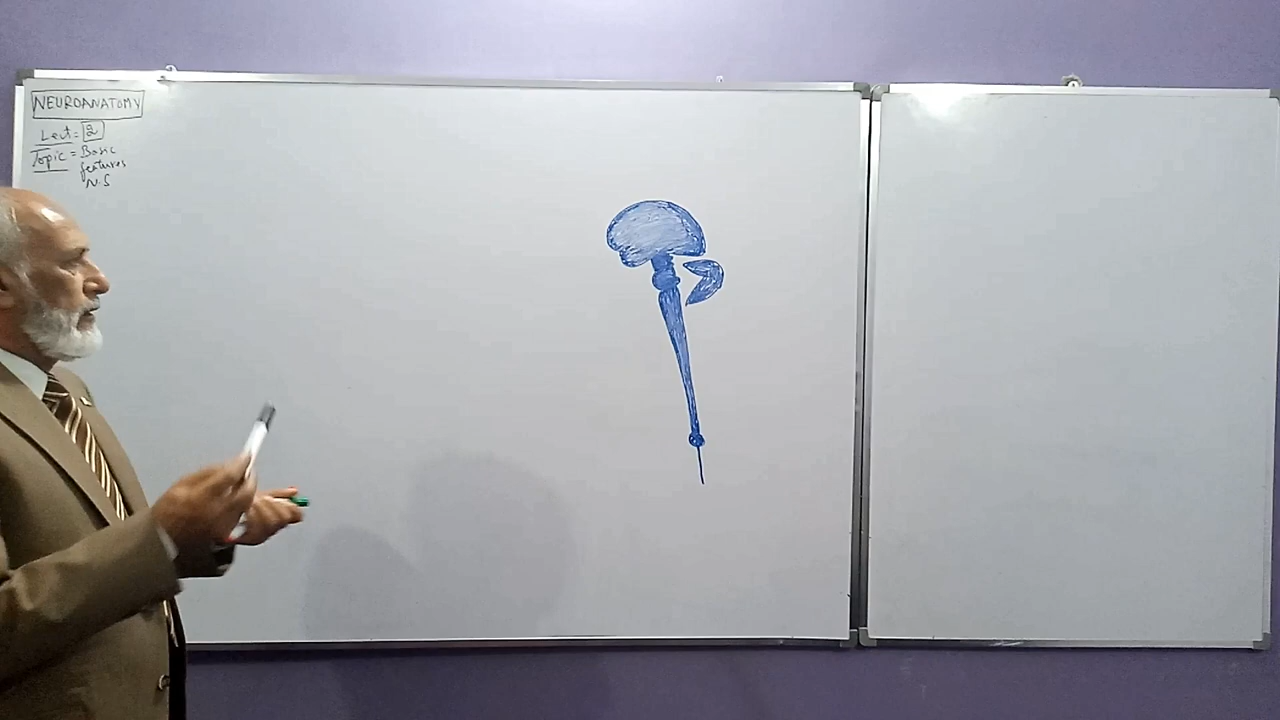 NEUROANATOMY
Lect = 2
Topic = Basic
features
N.S